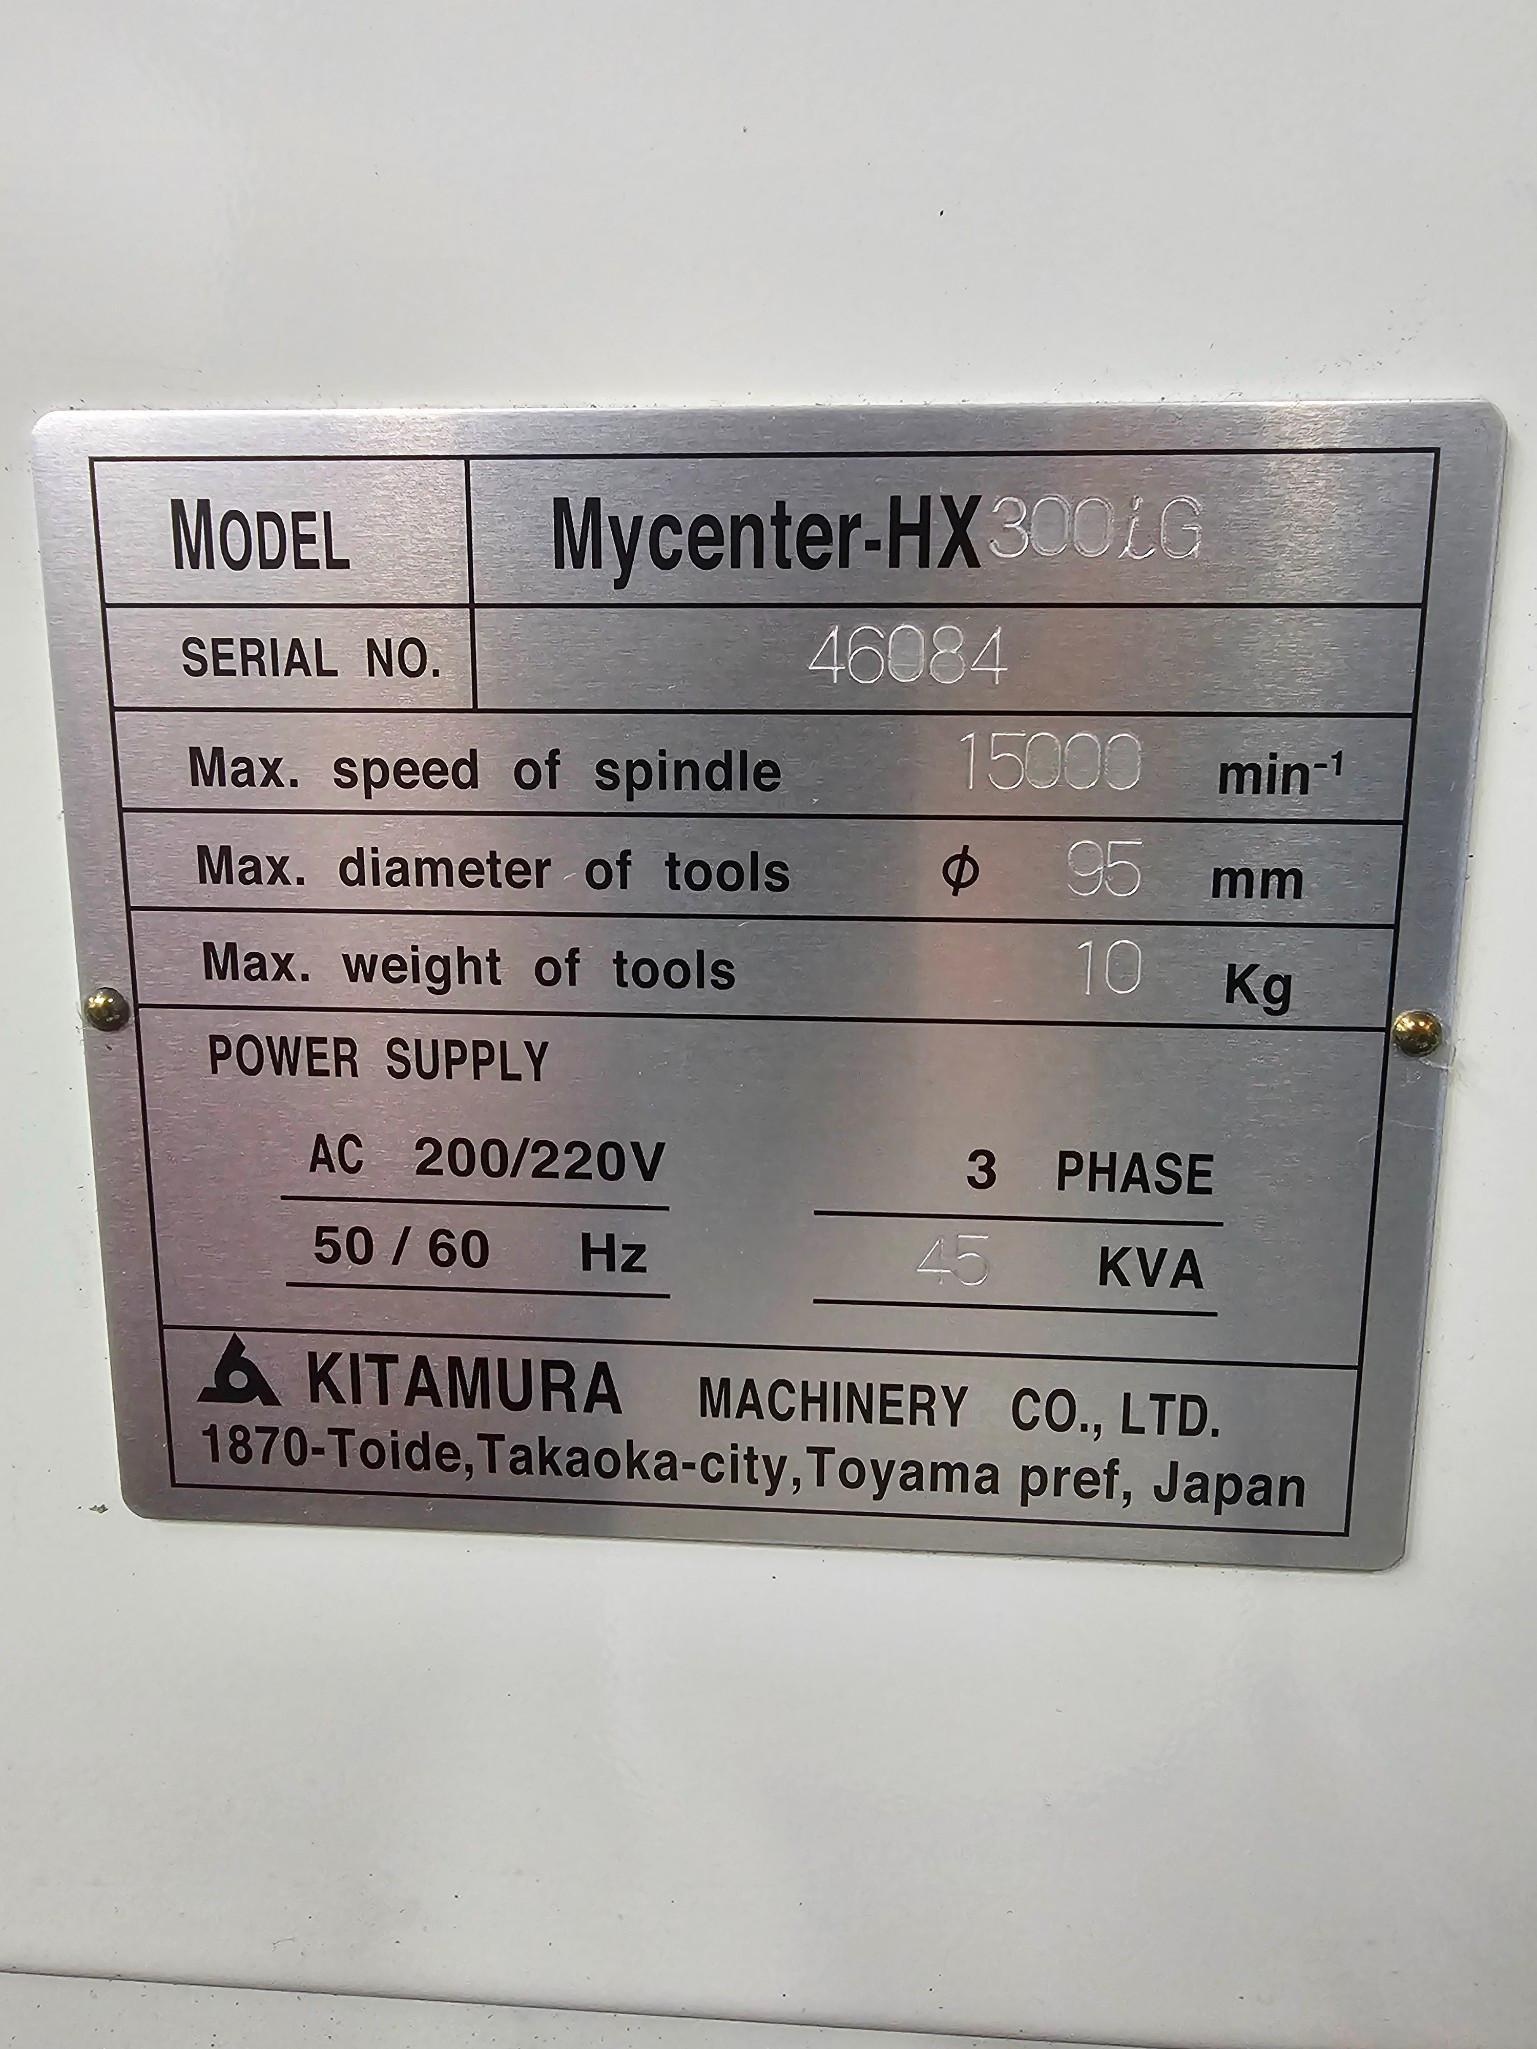 MODEL Mycenter-HX300iG
SERIAL NO. 46084
Max. speed of spindle 15000 min⁻¹
Max. diameter of tools ϕ 95 mm
Max. weight of tools 10 Kg
POWER SUPPLY
AC 200/220V 3 PHASE
50 / 60 Hz 45 KVA
KITAMURA MACHINERY CO., LTD.
1870-Toide,Takaoka-city,Toyama pref, Japan